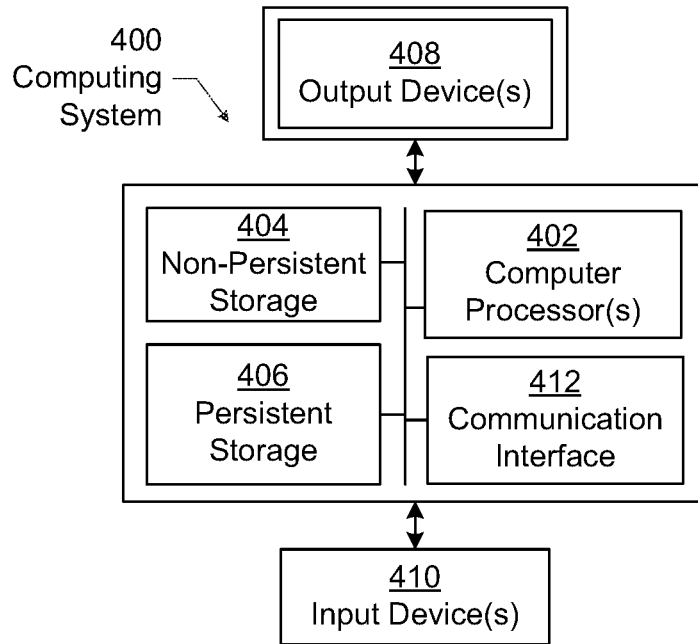 400
Computing
System
408
Output Device(s)
404
Non-Persistent
Storage
402
Computer
Processor(s)
406
Persistent
Storage
412
Communication
Interface
410
Input Device(s)